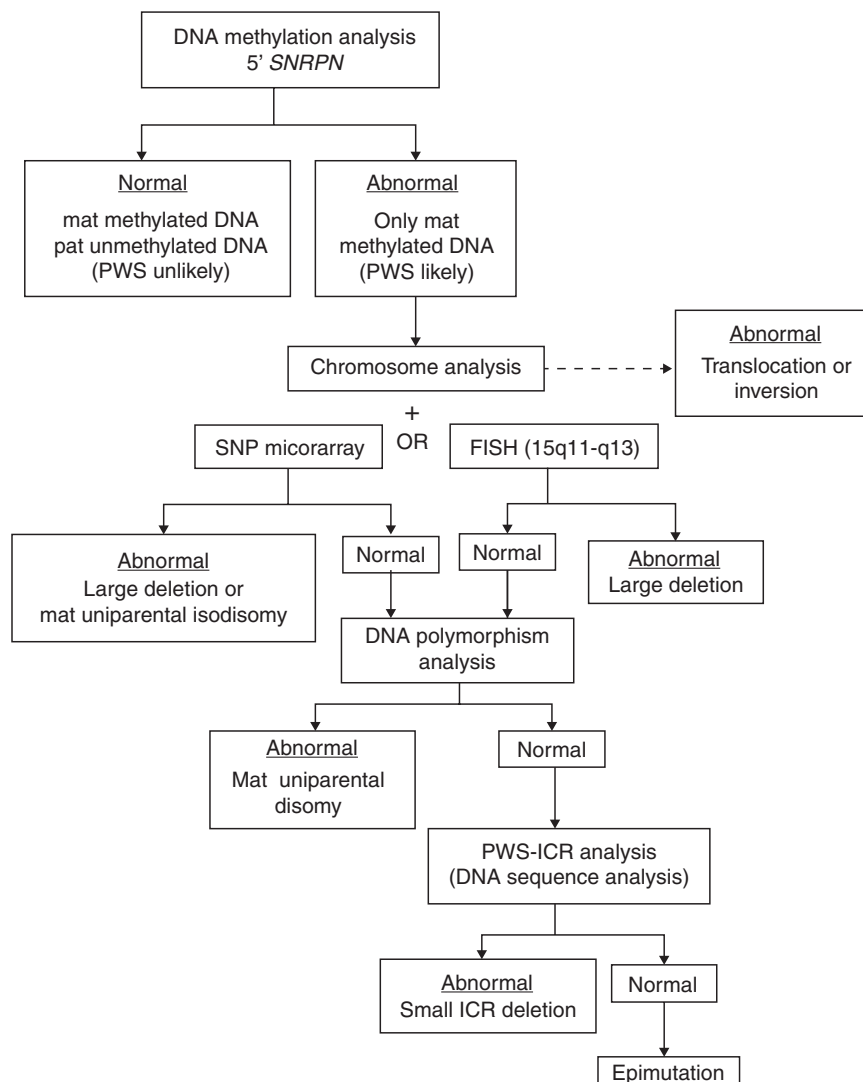 DNA methylation analysis
5' SNRPN
Normal
mat methylated DNA
pat unmethylated DNA
(PWS unlikely)
Abnormal
Only mat
methylated DNA
(PWS likely)
Chromosome analysis
Abnormal
Translocation or
inversion
+
OR
SNP micorarray
FISH (15q11-q13)
Abnormal
Large deletion or
mat uniparental isodisomy
Normal
Normal
Abnormal
Large deletion
DNA polymorphism
analysis
Abnormal
Mat uniparental
disomy
Normal
PWS-ICR analysis
(DNA sequence analysis)
Abnormal
Small ICR deletion
Normal
Epimutation